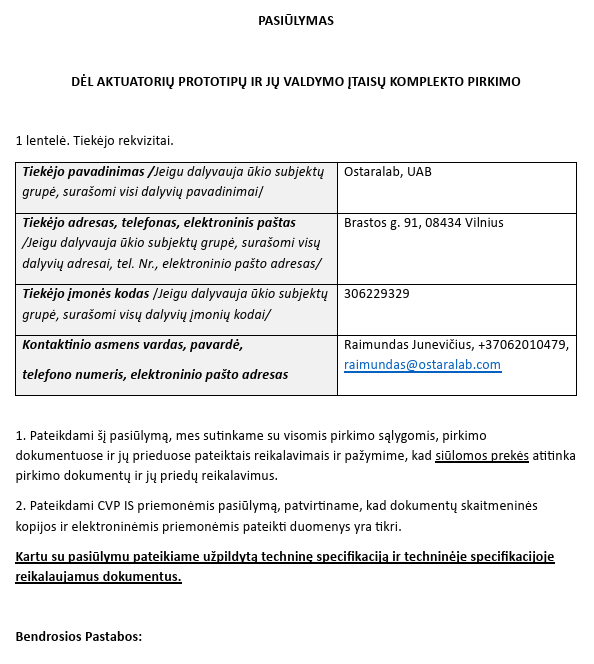 PASIŪLYMAS
DĖL AKTUATORIŲ PROTOTIPŲ IR JŲ VALDYMO ĮTAISŲ KOMPLEKTO PIRKIMO
1 lentelė. Tiekėjo rekvizitai.
Tiekėjo pavadinimas /Jeigu dalyvauja ūkio subjektų
grupė, surašomi visi dalyvių pavadinimai/
Ostaralab, UAB
Tiekėjo adresas, telefonas, elektroninis paštas
/Jeigu dalyvauja ūkio subjektų grupė, surašomi visų
dalyvių adresai, tel. Nr., elektroninio pašto adresas/
Brastos g. 91, 08434 Vilnius
Tiekėjo įmonės kodas /Jeigu dalyvauja ūkio subjektų
grupė, surašomi visų dalyvių įmonių kodai/
306229329
Kontaktinio asmens vardas, pavardė,
telefono numeris, elektroninio pašto adresas
Raimundas Junevičius, +37062010479,
raimundas@ostaralab.com
1. Pateikdami šį pasiūlymą, mes sutinkame su visomis pirkimo sąlygomis, pirkimo
dokumentuose ir jų prieduose pateiktais reikalavimais ir pažymime, kad siūlomos prekės atitinka
pirkimo dokumentų ir jų priedų reikalavimus.
2. Pateikdami CVP IS priemonėmis pasiūlymą, patvirtiname, kad dokumentų skaitmeninės
kopijos ir elektroninėmis priemonėmis pateikti duomenys yra tikri.
Kartu su pasiūlymu pateikiame užpildytą techninę specifikaciją ir techninėje specifikacijoje
reikalaujamus dokumentus.
Bendrosios Pastabos: